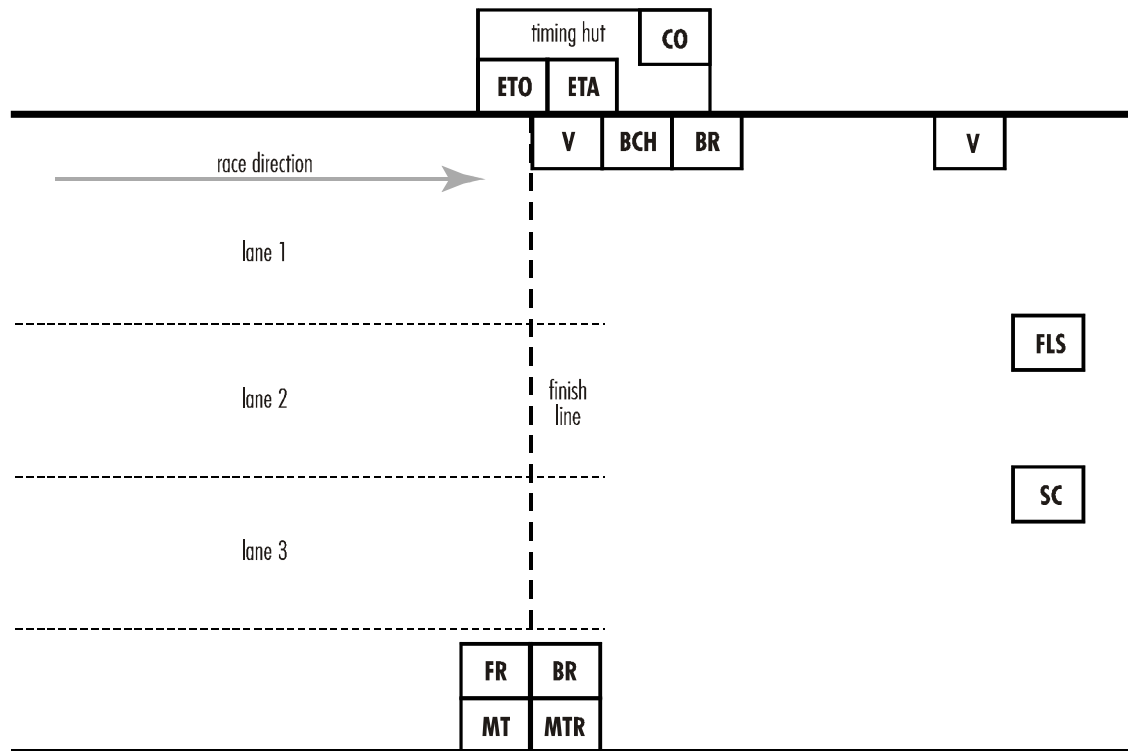 timing hut
CO
ETO
ETA
V
BCH
BR
V
race direction
lane 1
FLS
lane 2
finish
line
SC
lane 3
FR
BR
MT
MTR